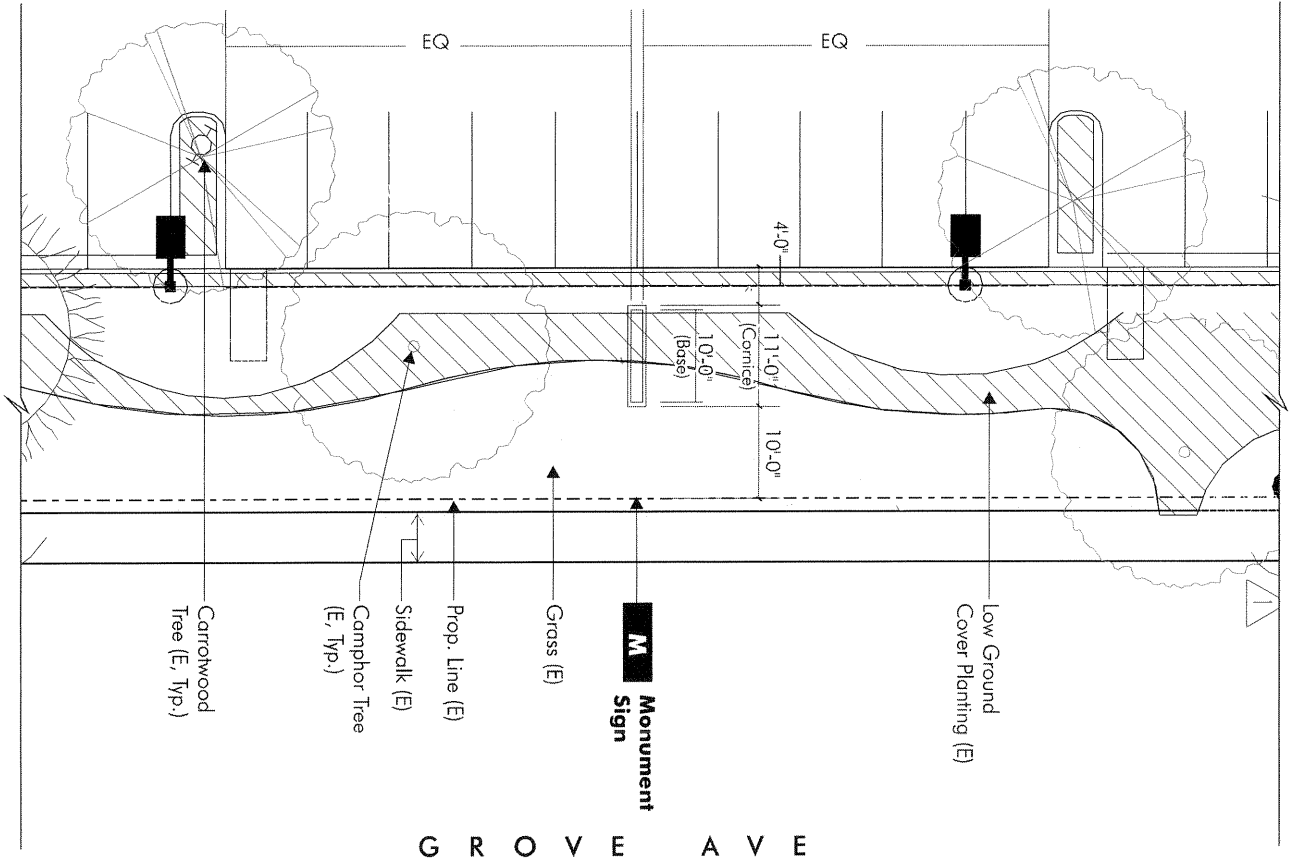 EQ
EQ
4'-0"
11'-0"
(Cornice)
10'-0"
(Base)
10'-0"
Carrotwood
Tree (E, Typ.)
Camphor Tree
(E, Typ.)
Sidewalk (E)
Prop. Line (E)
Grass (E)
M
Monument
Sign
Low Ground
Cover Planting (E)
1
GROVE AVE